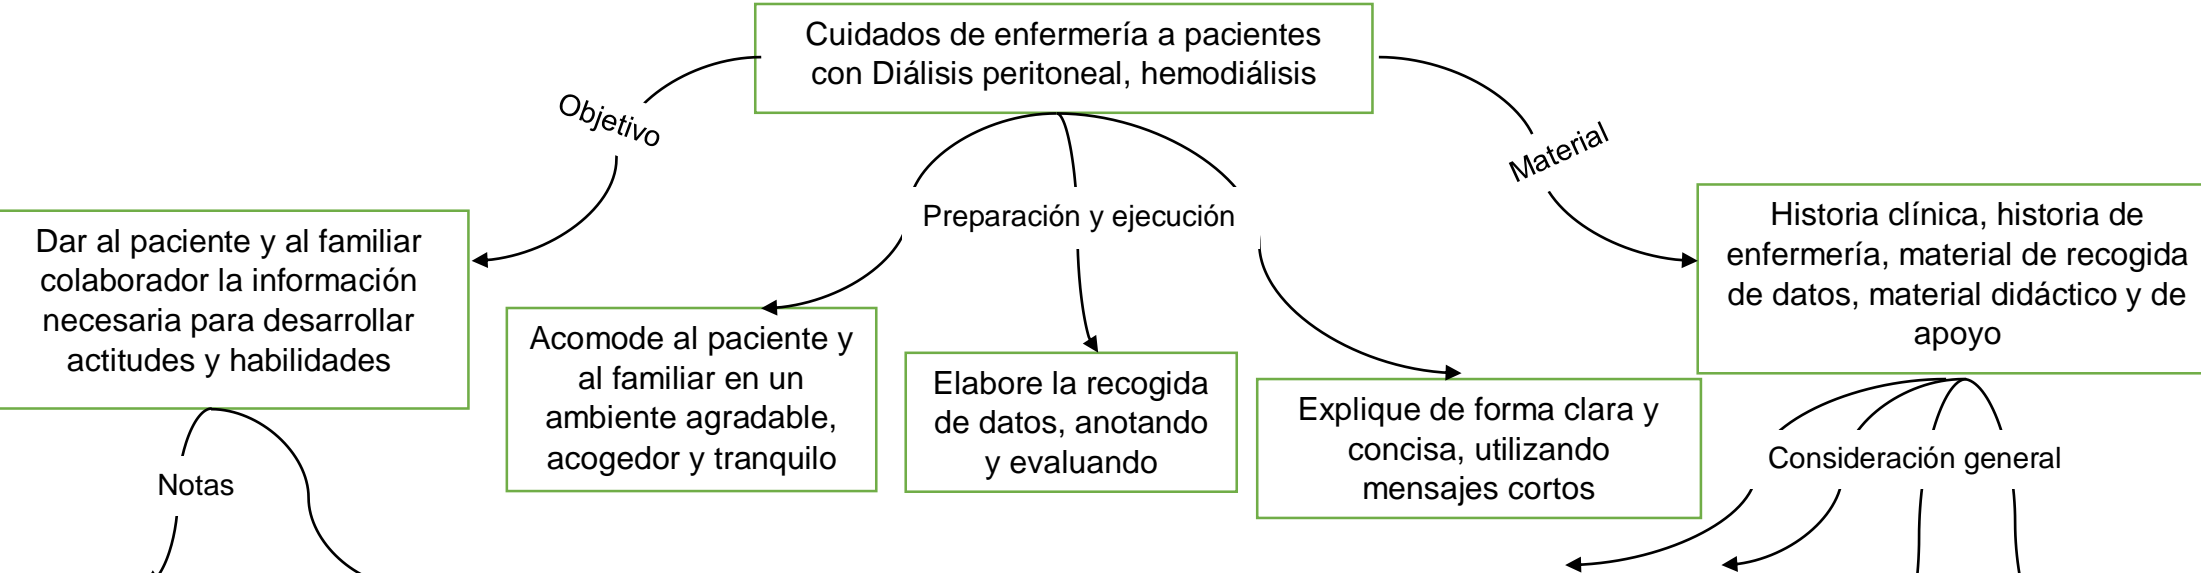 Cuidados de enfermería a pacientes
con Diálisis peritoneal, hemodiálisis
Objetivo
Material
Preparación y ejecución
Dar al paciente y al familiar
colaborador la información
necesaria para desarrollar
actitudes y habilidades
Acomode al paciente y
al familiar en un
ambiente agradable,
acogedor y tranquilo
Elabore la recogida
de datos, anotando
y evaluando
Explique de forma clara y
concisa, utilizando
mensajes cortos
Historia clínica, historia de
enfermería, material de recogida
de datos, material didáctico y de
apoyo
Notas
Consideración general